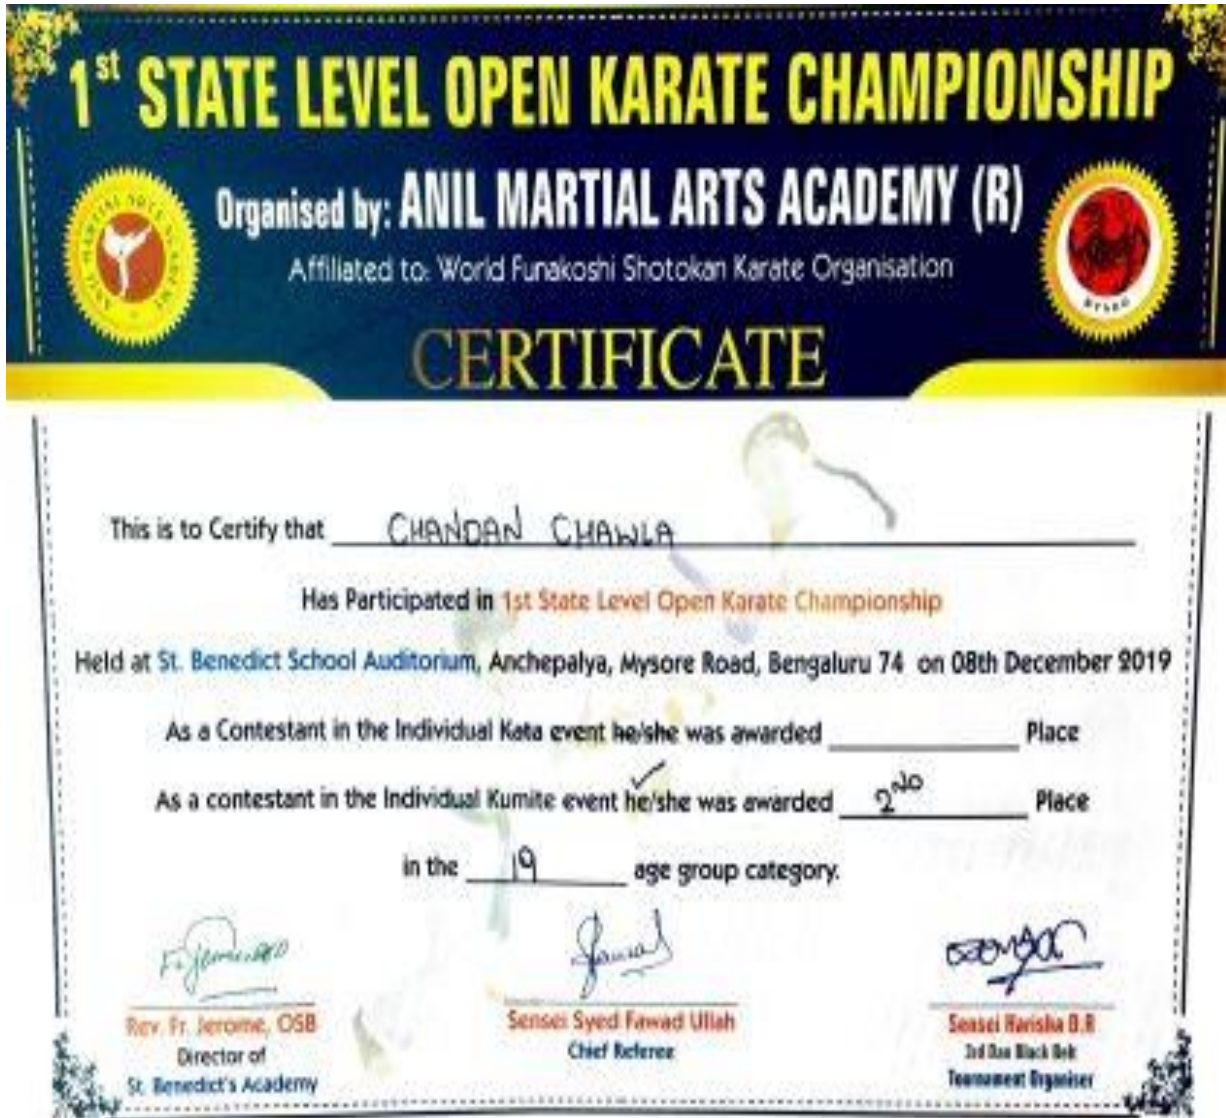 1st STATE LEVEL OPEN KARATE CHAMPIONSHIP
Organised by: ANIL MARTIAL ARTS ACADEMY (R)
Affiliated to: World Funakoshi Shotokan Karate Organisation
ANIL MARTIAL ARTS ACADEMY
CERTIFICATE
This is to Certify that CHANDAN CHAWLA
Has Participated in 1st State Level Open Karate Championship
Held at St. Benedict School Auditorium, Anchepalya, Mysore Road, Bengaluru 74 on 08th December 2019
As a Contestant in the Individual Kata event he/she was awarded Place
As a contestant in the Individual Kumite event he/she was awarded 2ND Place
in the 19 age group category.
Rev. Fr. Jerome, OSB
Director of
St. Benedict's Academy
Sensei Syed Fawad Ullah
Chief Referee
Sensei Harisha D.R
3rd Dan Black Belt
Tournament Organiser